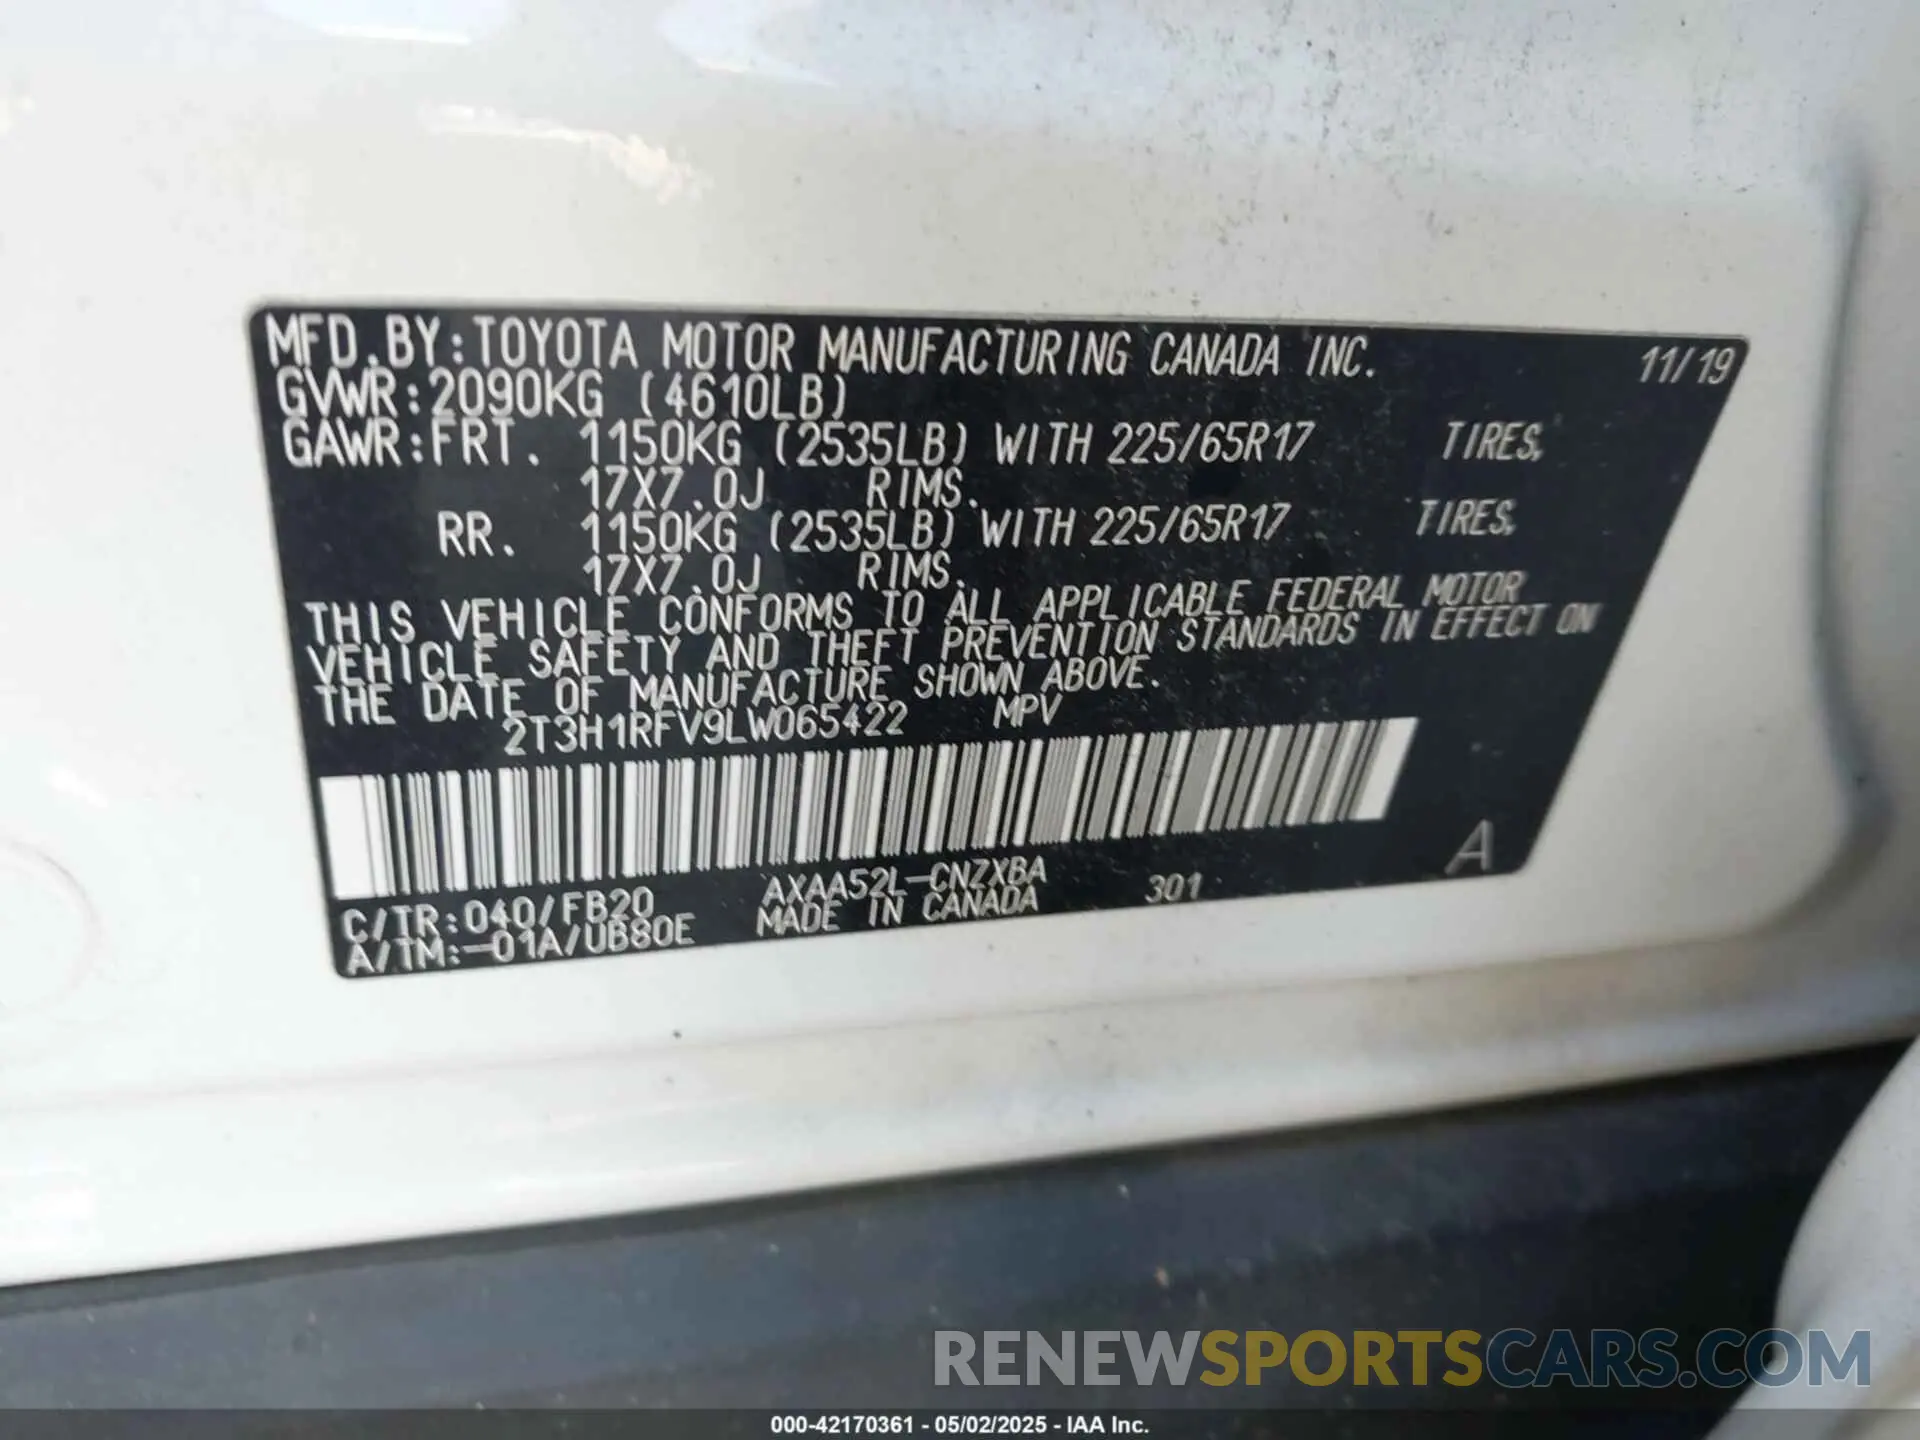 MFD.BY:TOYOTA MOTOR MANUFACTURING CANADA INC. 11/19
GVWR:2090KG (4610LB)
GAWR:FRT. 1150KG (2535LB) WITH 225/65R17 TIRES,
17X7.0J RIMS.
RR. 1150KG (2535LB) WITH 225/65R17 TIRES,
17X7.0J RIMS.
THIS VEHICLE CONFORMS TO ALL APPLICABLE FEDERAL MOTOR
VEHICLE SAFETY AND THEFT PREVENTION STANDARDS IN EFFECT ON
THE DATE OF MANUFACTURE SHOWN ABOVE.
2T3H1RFV9LW065422 MPV
C/TR:040/FB20 AXAA52L-CNZXBA 301 A
A/TM:-01A/UB80E MADE IN CANADA
RENEWSPORTSCARS.COM
000-42170361 - 05/02/2025 - IAA Inc.